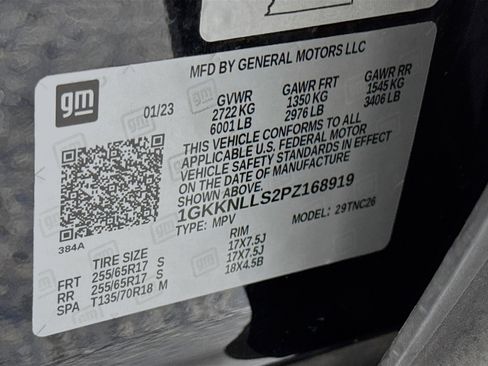 MFD BY GENERAL MOTORS LLC
gm
01/23
GVWR GAWR FRT GAWR RR
2722 KG 1350 KG 1545 KG
6001 LB 2976 LB 3406 LB
THIS VEHICLE CONFORMS TO ALL
APPLICABLE U.S. FEDERAL MOTOR
VEHICLE SAFETY STANDARDS IN EFFECT
ON THE DATE OF MANUFACTURE
1GKKNLLS2PZ168919
TYPE: MPV MODEL: 29TNC26
384A
TIRE SIZE RIM
FRT 255/65R17 S 17X7.5J
RR 255/65R17 S 17X7.5J
SPA T135/70R18 M 18X4.5B